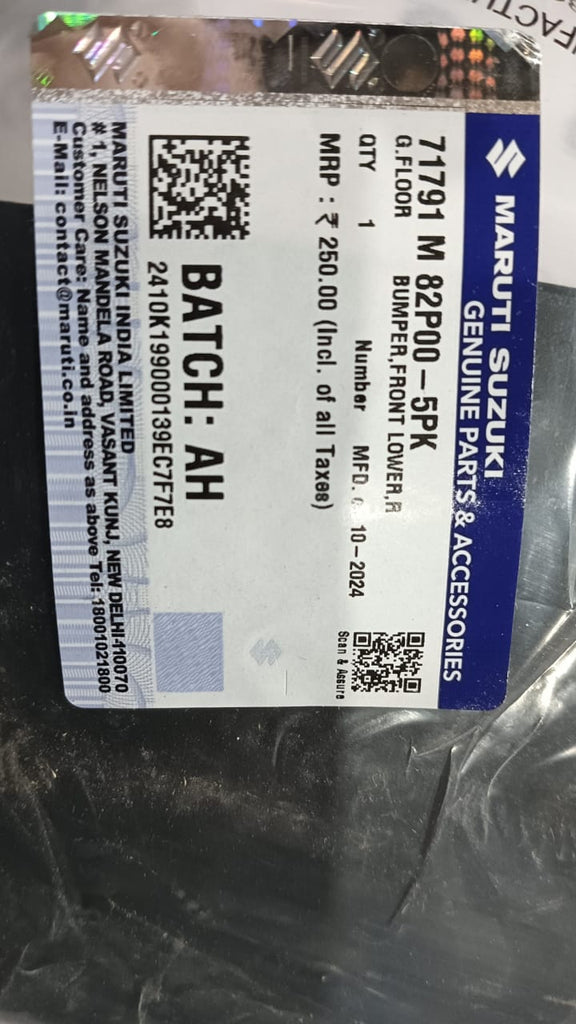 MARUTI SUZUKI
GENUINE PARTS & ACCESSORIES
71791 M 82P00-5PK
G.FLOOR BUMPER,FRONT LOWER,R
QTY 1 Number MFD. 10-2024
MRP : ₹ 250.00 (Incl. of all Taxes)
Scan & Assure
BATCH: AH
2410K199000139EC7F7E8
MARUTI SUZUKI INDIA LIMITED
# 1, NELSON MANDELA ROAD, VASANT KUNJ, NEW DELHI-110070
Customer Care: Name and address as above Tel: 18001021800
E-Mail: contact@maruti.co.in